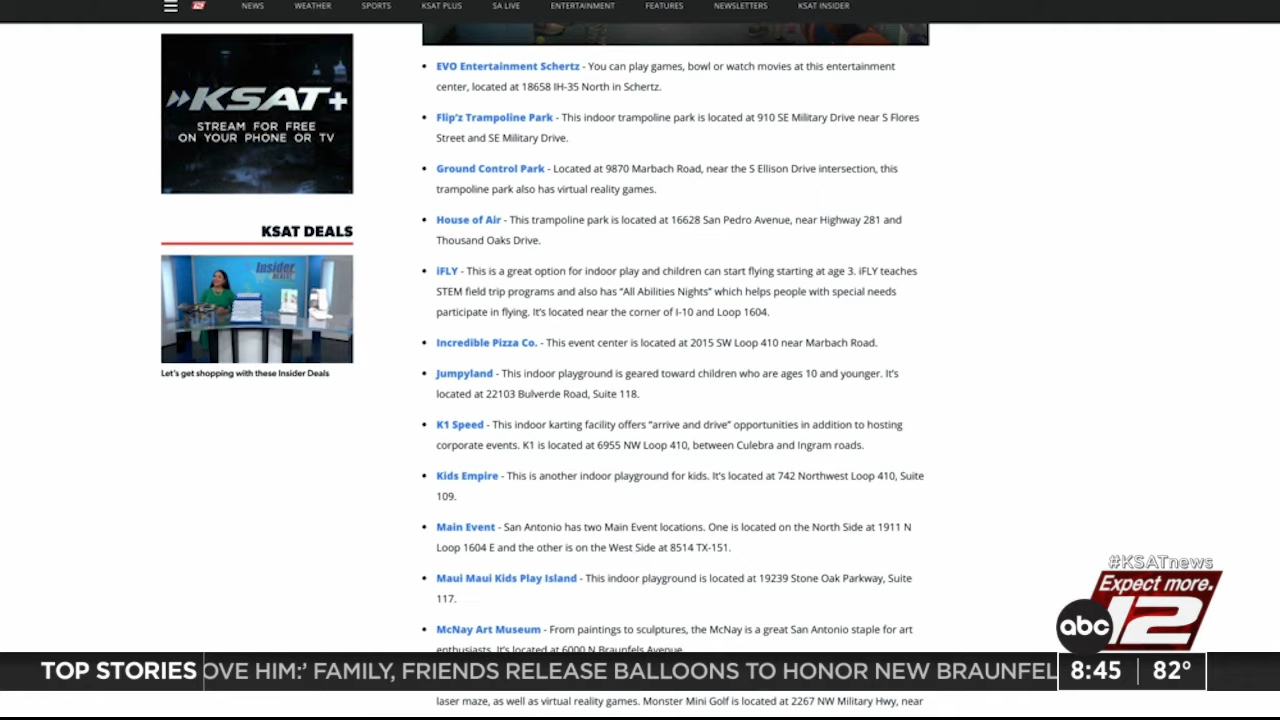 12 NEWS WEATHER SPORTS KSAT PLUS SA LIVE ENTERTAINMENT FEATURES NEWSLETTERS KSAT INSIDER
KSAT+
STREAM FOR FREE
ON YOUR PHONE OR TV
KSAT DEALS
Insider
Let's get shopping with these Insider Deals
• EVO Entertainment Schertz - You can play games, bowl or watch movies at this entertainment
center, located at 18658 IH-35 North in Schertz.
• Flip'z Trampoline Park - This indoor trampoline park is located at 910 SE Military Drive near S Flores
Street and SE Military Drive.
• Ground Control Park - Located at 9870 Marbach Road, near the S Ellison Drive intersection, this
trampoline park also has virtual reality games.
• House of Air - This trampoline park is located at 16628 San Pedro Avenue, near Highway 281 and
Thousand Oaks Drive.
• iFLY - This is a great option for indoor play and children can start flying starting at age 3. iFLY teaches
STEM field trip programs and also has “All Abilities Nights” which helps people with special needs
participate in flying. It's located near the corner of I-10 and Loop 1604.
• Incredible Pizza Co. - This event center is located at 2015 SW Loop 410 near Marbach Road.
• Jumpyland - This indoor playground is geared toward children who are ages 10 and younger. It's
located at 22103 Bulverde Road, Suite 118.
• K1 Speed - This indoor karting facility offers “arrive and drive” opportunities in addition to hosting
corporate events. K1 is located at 6955 NW Loop 410, between Culebra and Ingram roads.
• Kids Empire - This is another indoor playground for kids. It's located at 742 Northwest Loop 410, Suite
109.
• Main Event - San Antonio has two Main Event locations. One is located on the North Side at 1911 N
Loop 1604 E and the other is on the West Side at 8514 TX-151.
• Maui Maui Kids Play Island - This indoor playground is located at 19239 Stone Oak Parkway, Suite
117.
• McNay Art Museum - From paintings to sculptures, the McNay is a great San Antonio staple for art
enthusiasts. It's located at 6000 N Braunfels Avenue.
#KSATnews
Expect more.
abc 12
TOP STORIES OVE HIM:’ FAMILY, FRIENDS RELEASE BALLOONS TO HONOR NEW BRAUNFEL 8:45 82°
laser maze, as well as virtual reality games. Monster Mini Golf is located at 2267 NW Military Hwy, near